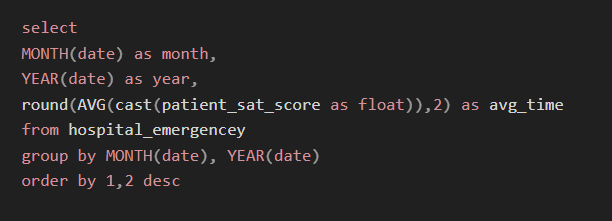 select
MONTH(date) as month,
YEAR(date) as year,
round(AVG(cast(patient_sat_score as float)),2) as avg_time
from hospital_emergencey
group by MONTH(date), YEAR(date)
order by 1,2 desc